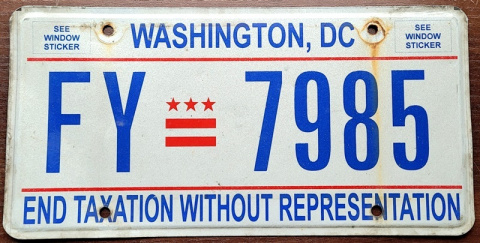 SEE
WINDOW
STICKER
WASHINGTON, DC
SEE
WINDOW
STICKER
FY 7985
END TAXATION WITHOUT REPRESENTATION